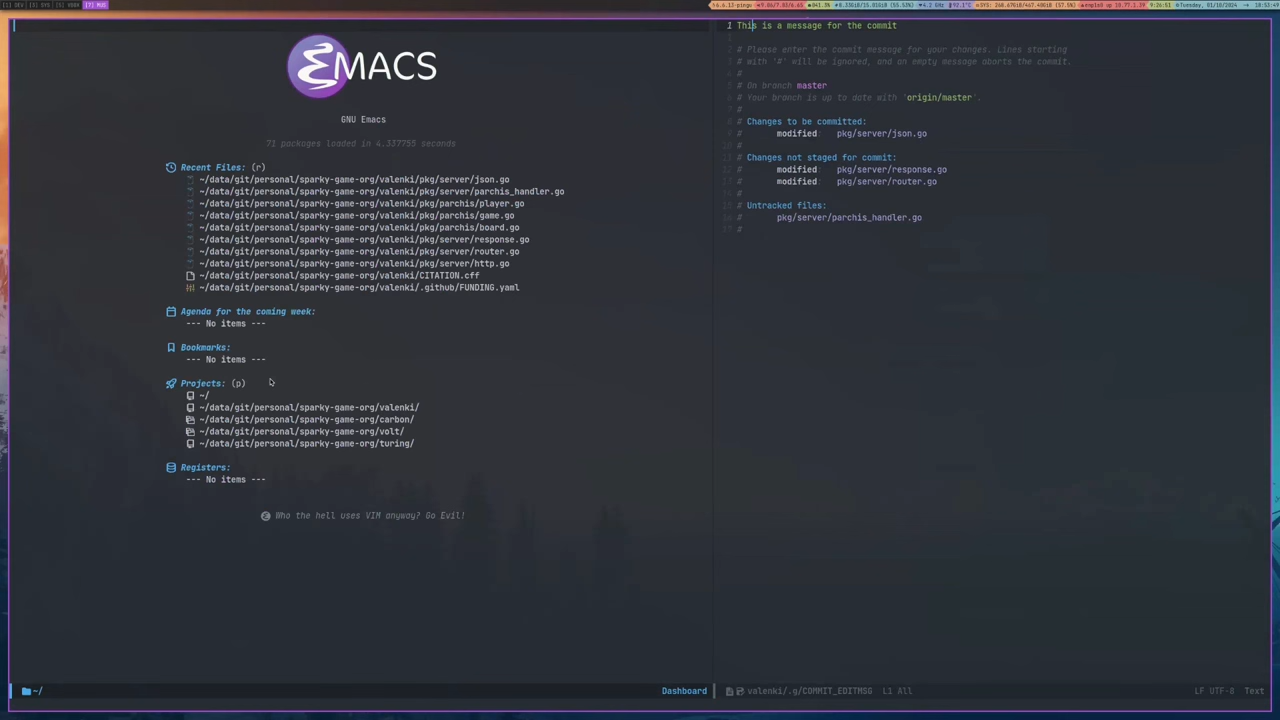 [1] DEV [2] SYS [3] WWW [7] MUS
EMACS
GNU Emacs
71 packages loaded in 4.337755 seconds
Recent Files: (r)
~/data/git/personal/sparky-game-org/valenki/pkg/server/json.go
~/data/git/personal/sparky-game-org/valenki/pkg/server/parchis_handler.go
~/data/git/personal/sparky-game-org/valenki/pkg/parchis/player.go
~/data/git/personal/sparky-game-org/valenki/pkg/parchis/game.go
~/data/git/personal/sparky-game-org/valenki/pkg/parchis/board.go
~/data/git/personal/sparky-game-org/valenki/pkg/server/response.go
~/data/git/personal/sparky-game-org/valenki/pkg/server/router.go
~/data/git/personal/sparky-game-org/valenki/pkg/server/http.go
~/data/git/personal/sparky-game-org/valenki/CITATION.cff
~/data/git/personal/sparky-game-org/valenki/.github/FUNDING.yaml
Agenda for the coming week:
--- No items ---
Bookmarks:
--- No items ---
Projects: (p)
~/
~/data/git/personal/sparky-game-org/valenki/
~/data/git/personal/sparky-game-org/carbon/
~/data/git/personal/sparky-game-org/volt/
~/data/git/personal/sparky-game-org/turing/
Registers:
--- No items ---
Who the hell uses VIM anyway? Go Evil!
~/ Dashboard
1 This is a message for the commit
# Please enter the commit message for your changes. Lines starting
# with '#' will be ignored, and an empty message aborts the commit.
#
# On branch master
# Your branch is up to date with 'origin/master'.
#
# Changes to be committed:
# modified: pkg/server/json.go
#
# Changes not staged for commit:
# modified: pkg/server/response.go
# modified: pkg/server/router.go
#
# Untracked files:
# pkg/server/parchis_handler.go
#
valenki/.g/COMMIT_EDITMSG L1 All LF UTF-8 Text